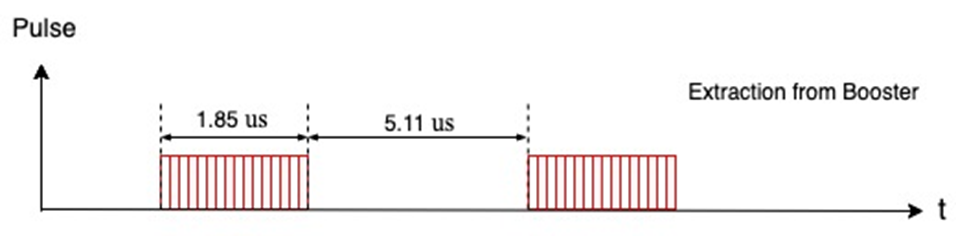 Pulse
Extraction from Booster
1.85 us
5.11 us
t